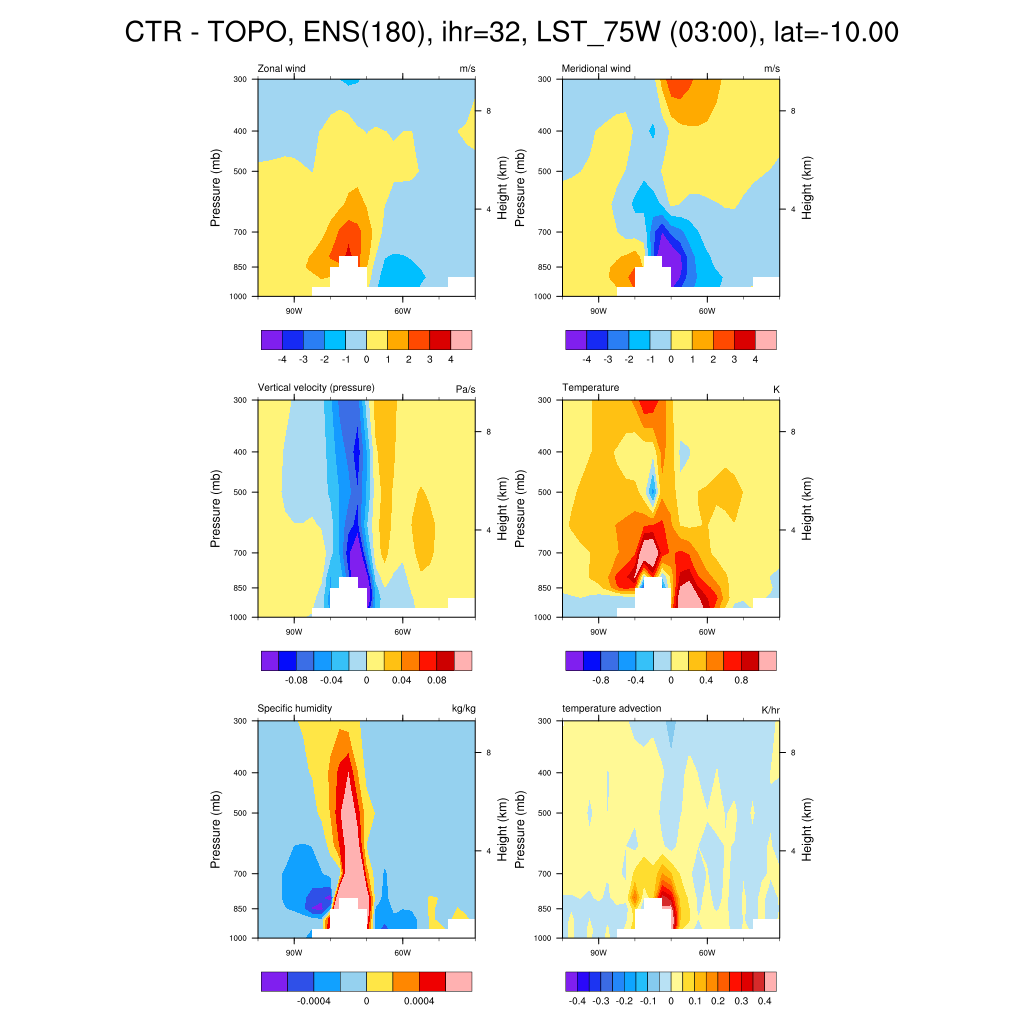 CTR - TOPO, ENS(180), ihr=32, LST_75W (03:00), lat=-10.00
Zonal wind m/s
Pressure (mb)
Height (km)
300
400
500
700
850
1000
8
4
90W 60W
-4 -3 -2 -1 0 1 2 3 4
Meridional wind m/s
Pressure (mb)
Height (km)
300
400
500
700
850
1000
8
4
90W 60W
-4 -3 -2 -1 0 1 2 3 4
Vertical velocity (pressure) Pa/s
Pressure (mb)
Height (km)
300
400
500
700
850
1000
8
4
90W 60W
-0.08 -0.04 0 0.04 0.08
Temperature K
Pressure (mb)
Height (km)
300
400
500
700
850
1000
8
4
90W 60W
-0.8 -0.4 0 0.4 0.8
Specific humidity kg/kg
Pressure (mb)
Height (km)
300
400
500
700
850
1000
8
4
90W 60W
-0.0004 0 0.0004
temperature advection K/hr
Pressure (mb)
Height (km)
300
400
500
700
850
1000
8
4
90W 60W
-0.4 -0.3 -0.2 -0.1 0 0.1 0.2 0.3 0.4